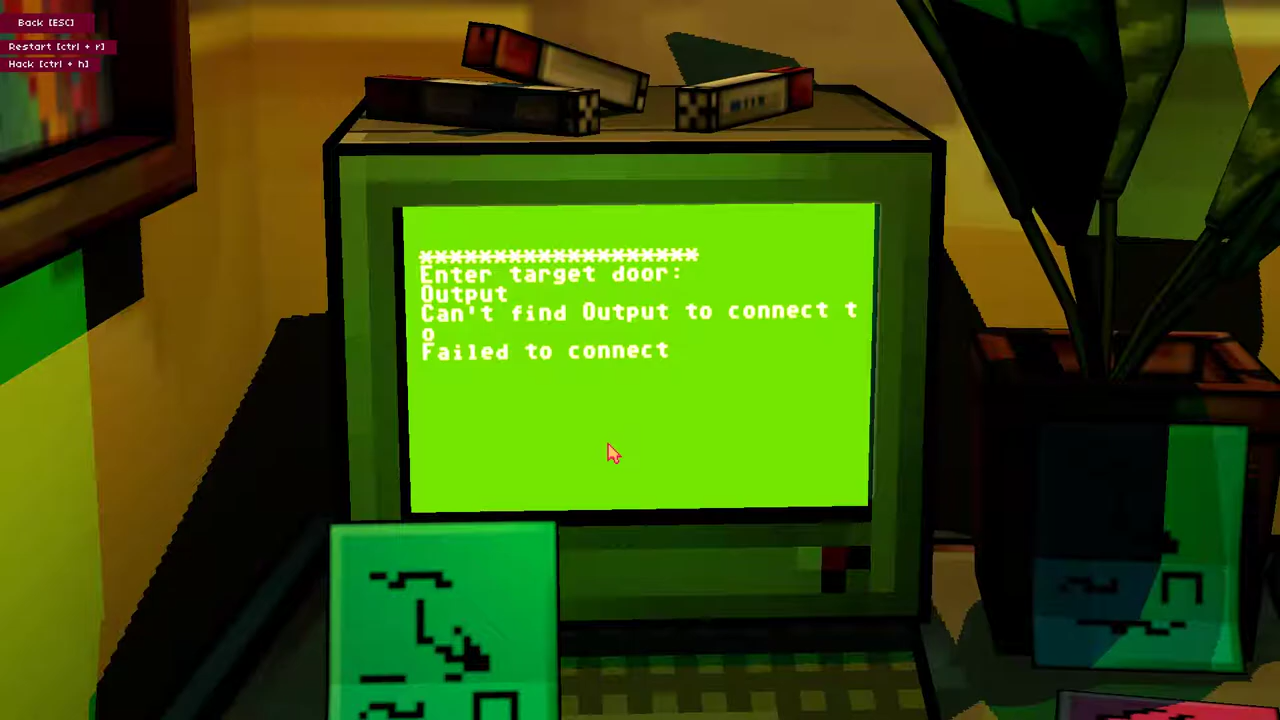 Back [ESC]
Restart [ctrl + r]
Hack [ctrl + h]
*******************
Enter target door:
Output
Can't find Output to connect t
o
Failed to connect